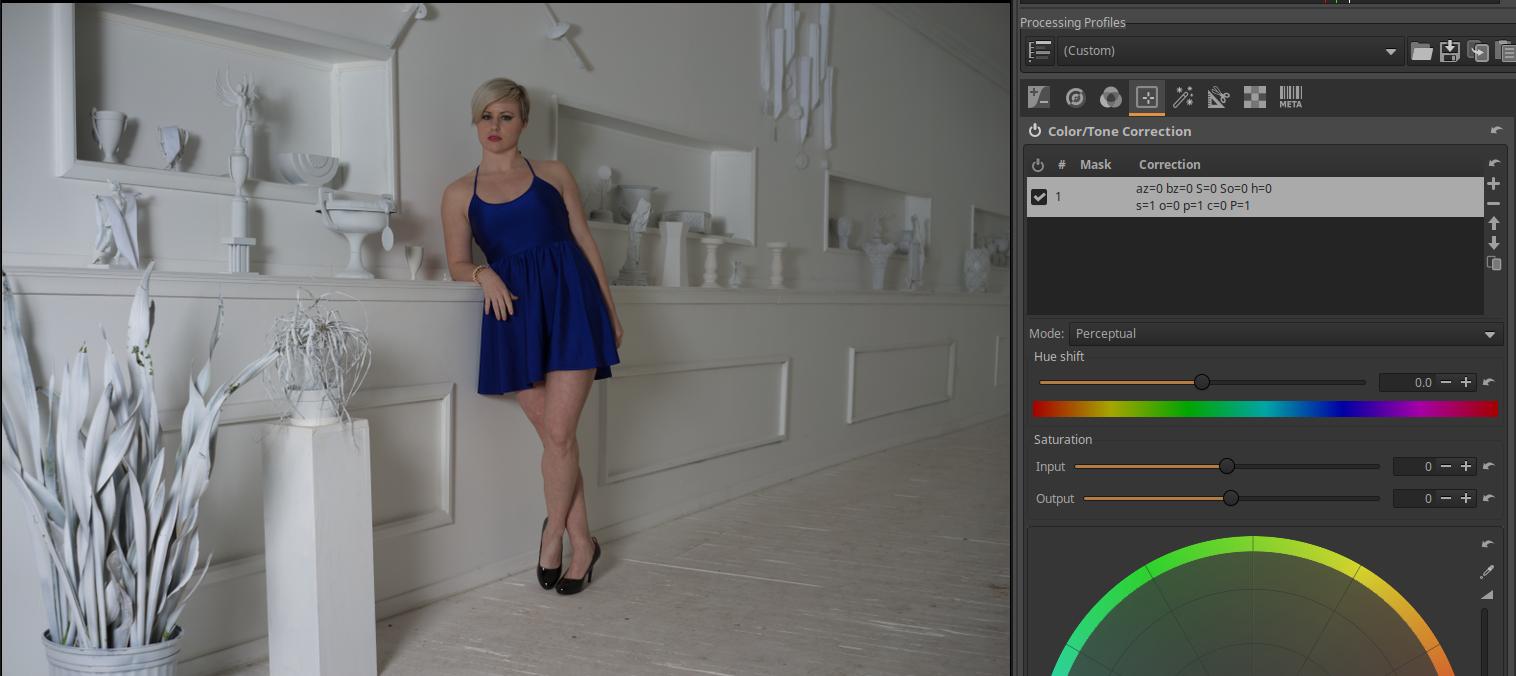 Processing Profiles
(Custom)
META
Color/Tone Correction
# Mask Correction
1 az=0 bz=0 S=0 So=0 h=0
s=1 o=0 p=1 c=0 P=1
Mode: Perceptual
Hue shift
0.0
Saturation
Input 0
Output 0